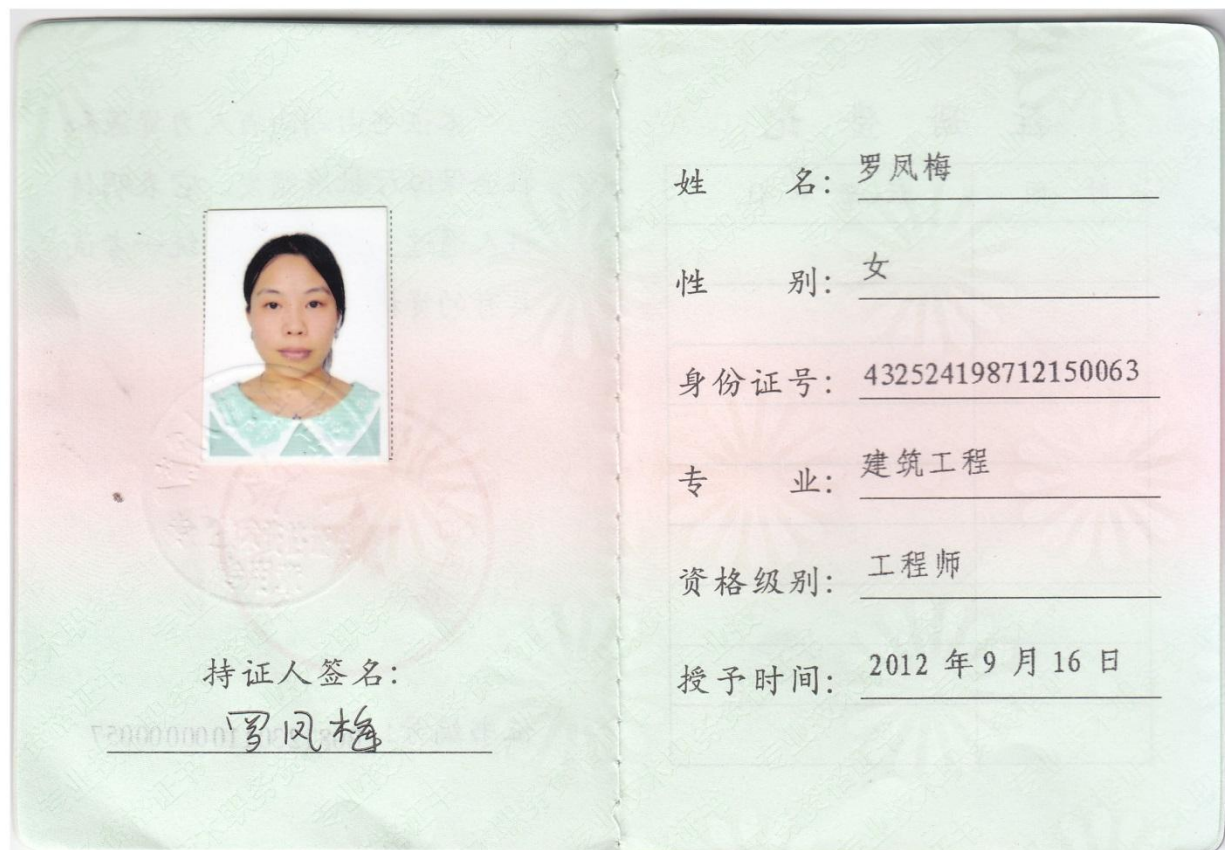 持证人签名：
罗凤梅
姓 名： 罗凤梅
性 别： 女
身份证号： 432524198712150063
专 业： 建筑工程
资格级别： 工程师
授予时间： 2012 年 9 月 16 日